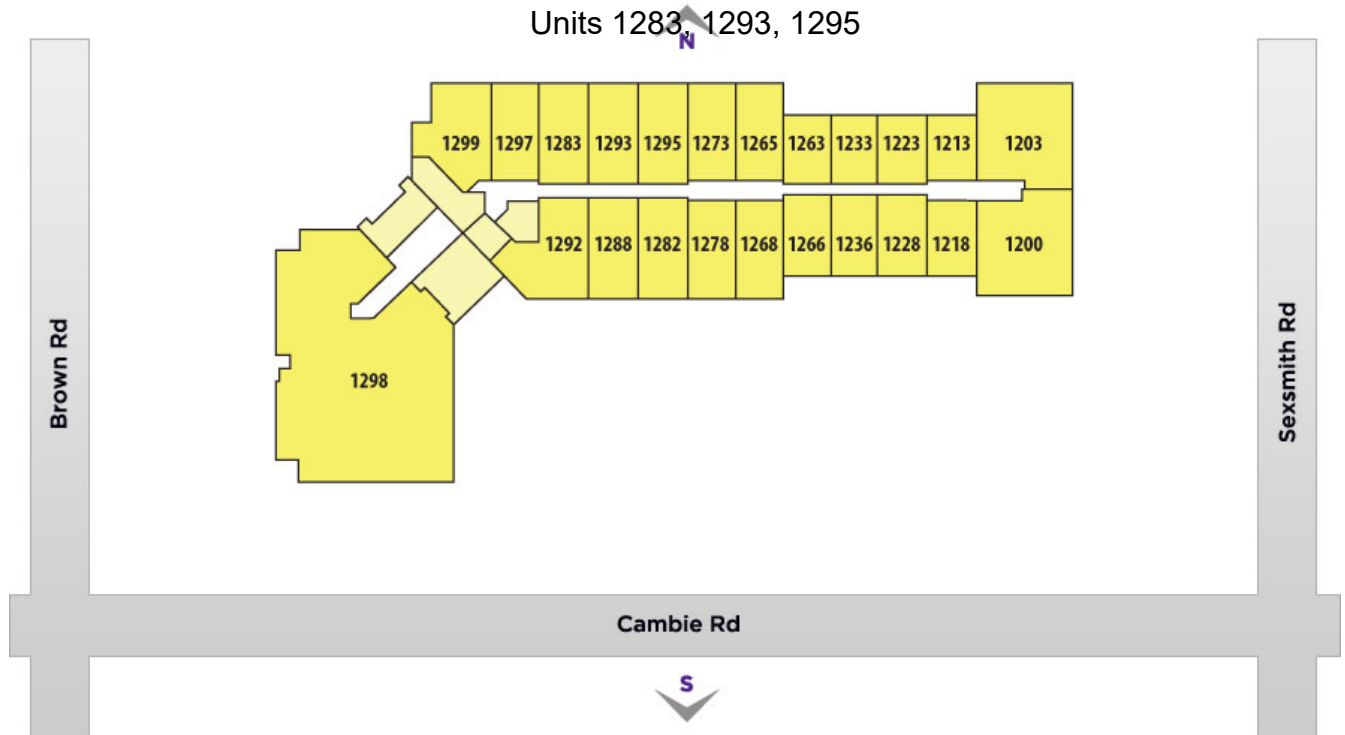 Units 1283, 1293, 1295
N
1299 1297 1283 1293 1295 1273 1265 1263 1233 1223 1213 1203
1292 1288 1282 1278 1268 1266 1236 1228 1218 1200
1298
Brown Rd
Sexsmith Rd
Cambie Rd
S